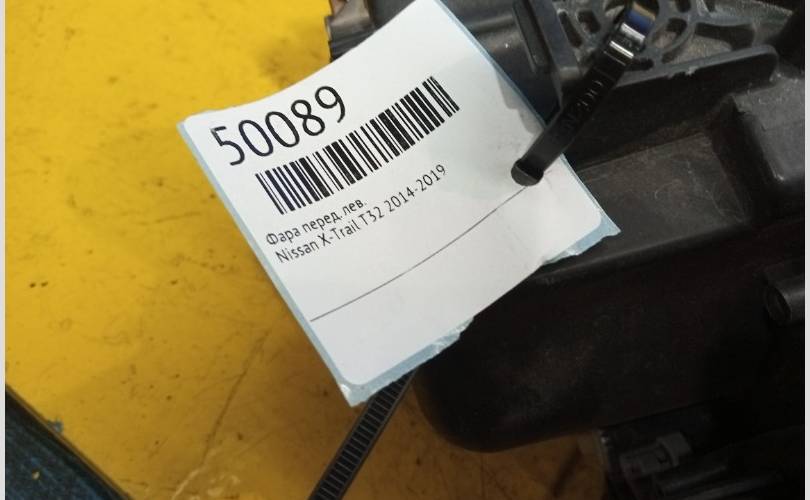 50089
Фара перед. лев.
Nissan X-Trail T32 2014-2019